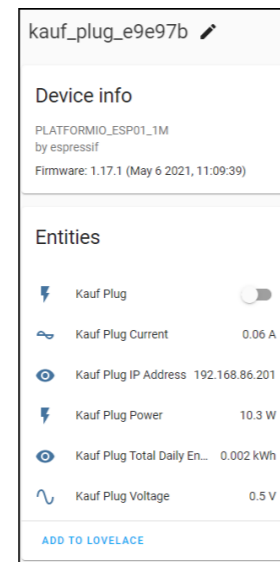 kauf_plug_e9e97b
Device info
PLATFORMIO_ESP01_1M
by espressif
Firmware: 1.17.1 (May 6 2021, 11:09:39)
Entities
Kauf Plug
Kauf Plug Current 0.06 A
Kauf Plug IP Address 192.168.86.201
Kauf Plug Power 10.3 W
Kauf Plug Total Daily En... 0.002 kWh
Kauf Plug Voltage 0.5 V
ADD TO LOVELACE